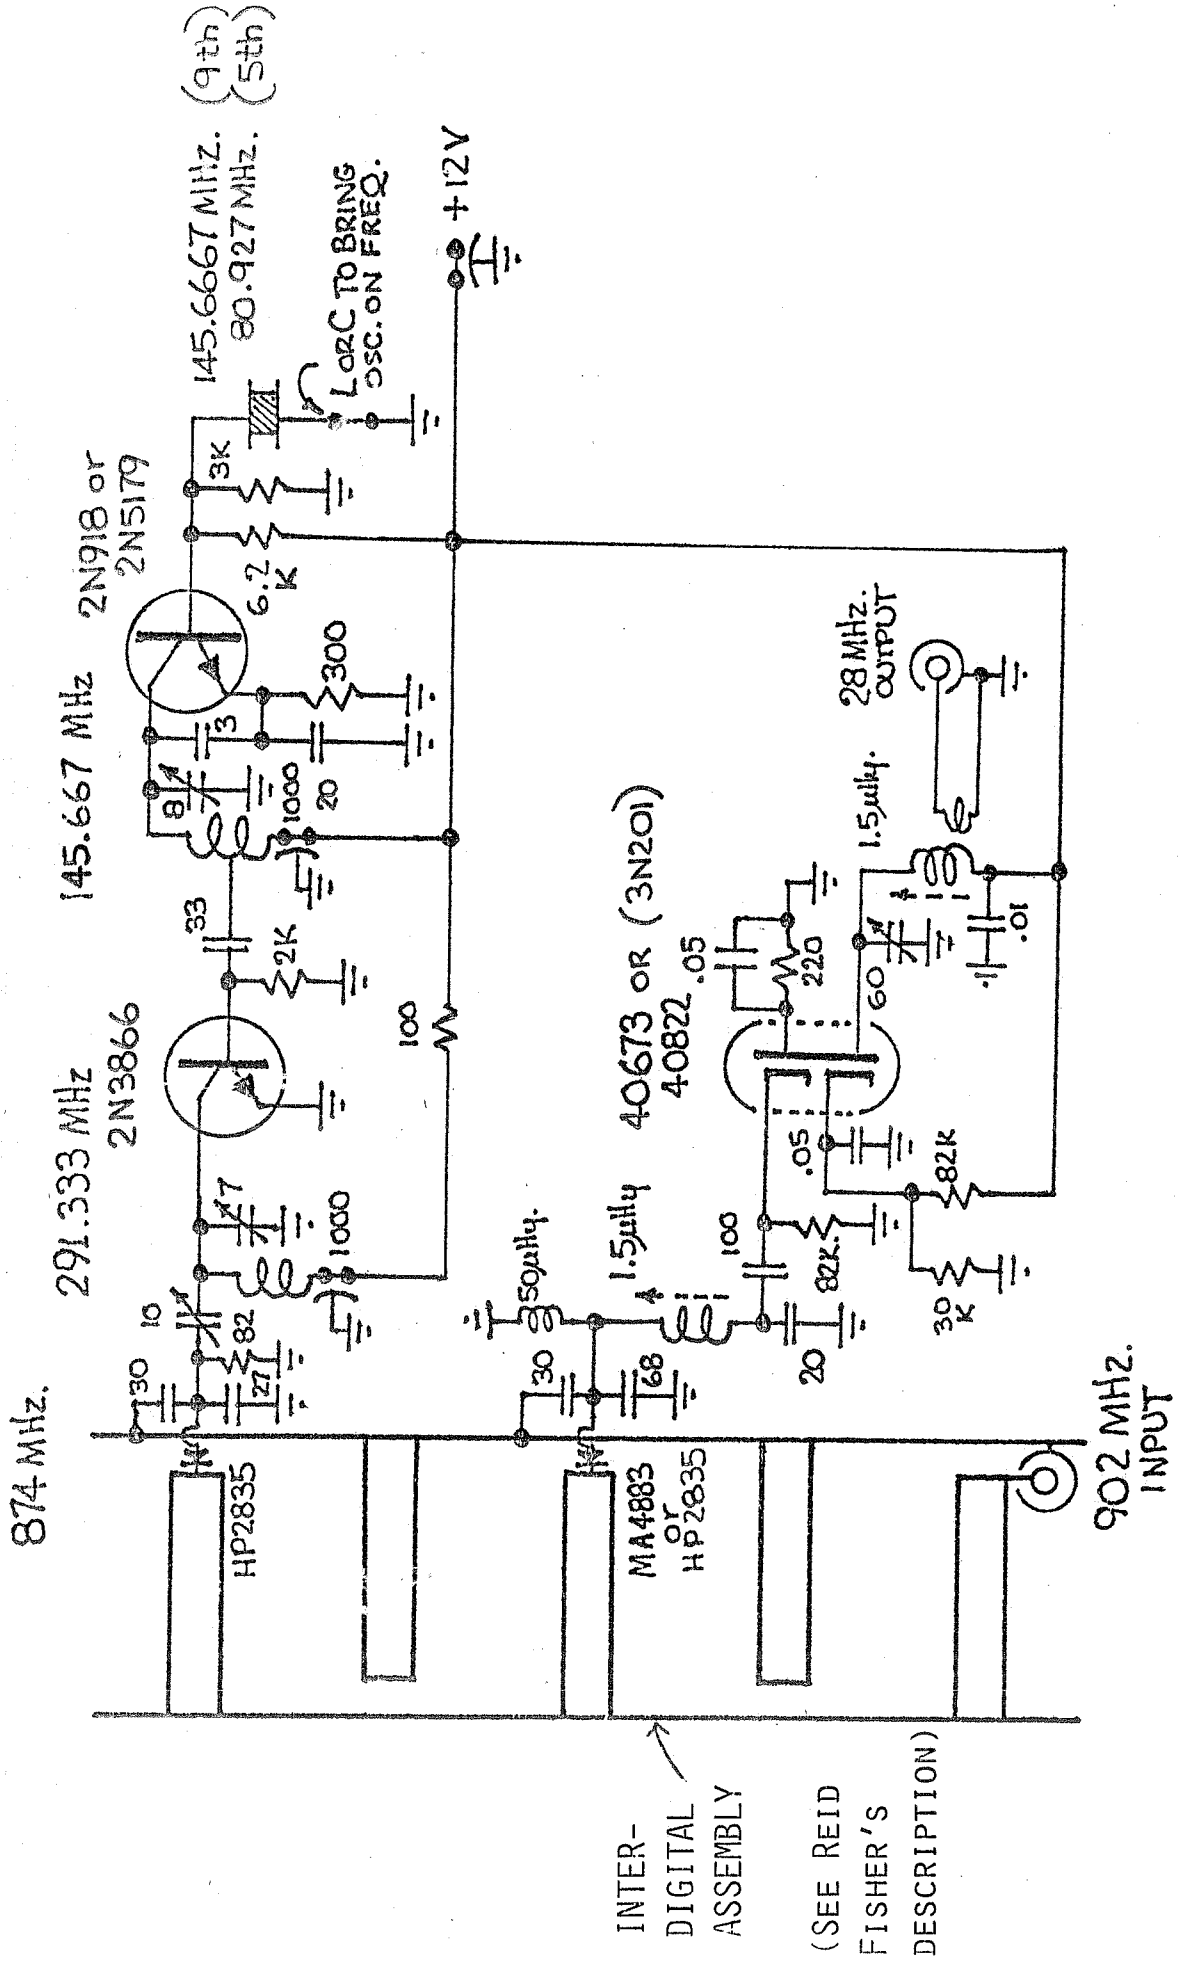 874 MHz.
291.333 MHz
2N3866
145.667 MHz
2N918 or
2N5179
145.6667 MHz. (9th)
80.927 MHz. (5th)
30
10
7
27
82
1000
HP2835
33
2K
8
3
1000
20
300
6.2
K
3K
L OR C TO BRING
OSC. ON FREQ.
100
+12V
50µHy.
30
68
1.5µHy
20
MA4883
or
HP2835
100
82K.
40673 OR (3N201)
40822
.05
220
.05
82K
30
K
60
1.5µHy.
.01
28 MHz.
OUTPUT
902 MHz.
INPUT
INTER-
DIGITAL
ASSEMBLY
(SEE REID
FISHER'S
DESCRIPTION)